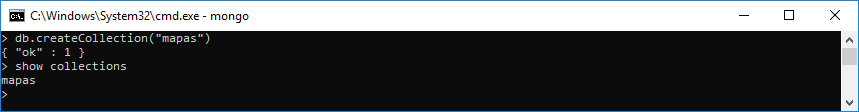 C:\Windows\System32\cmd.exe - mongo
> db.createCollection("mapas")
{ "ok" : 1 }
> show collections
mapas
>